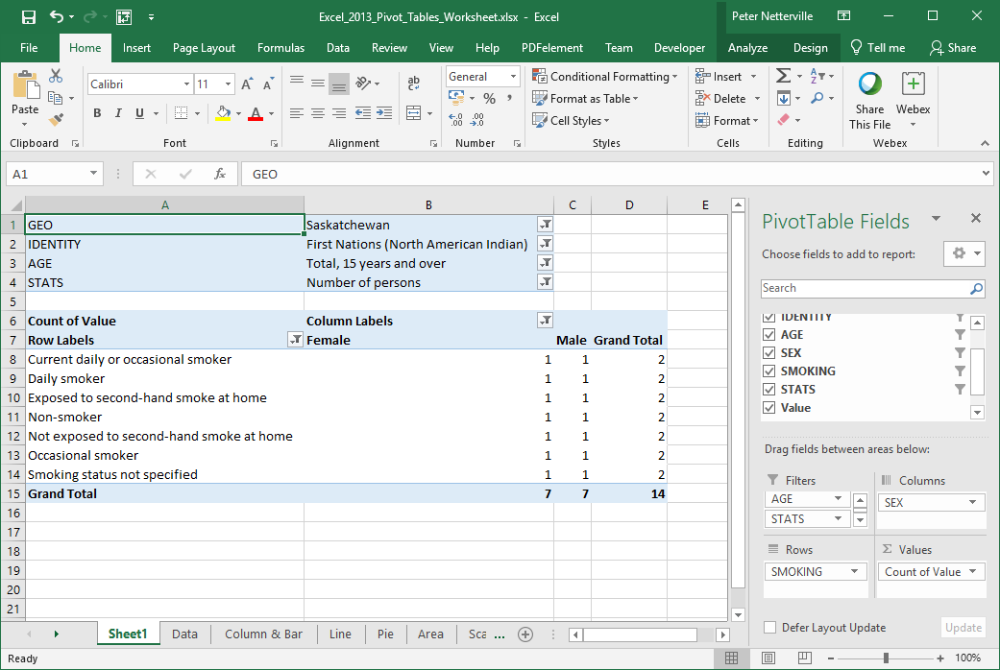 Excel_2013_Pivot_Tables_Worksheet.xlsx - Excel
Peter Netterville
File Home Insert Page Layout Formulas Data Review View Help PDFelement Team Developer Analyze Design Tell me Share
Paste
Calibri 11
B I U A
A A
ab
General
% ,
Conditional Formatting
Format as Table
Cell Styles
Insert
Delete
Format
Share This File
Webex
Clipboard Font Alignment Number Styles Cells Editing Webex
A1 fx GEO
A B C D E
1 GEO Saskatchewan
2 IDENTITY First Nations (North American Indian)
3 AGE Total, 15 years and over
4 STATS Number of persons
5
6 Count of Value Column Labels
7 Row Labels Female Male Grand Total
8 Current daily or occasional smoker 1 1 2
9 Daily smoker 1 1 2
10 Exposed to second-hand smoke at home 1 1 2
11 Non-smoker 1 1 2
12 Not exposed to second-hand smoke at home 1 1 2
13 Occasional smoker 1 1 2
14 Smoking status not specified 1 1 2
15 Grand Total 7 7 14
16
17
18
19
20
21
PivotTable Fields
Choose fields to add to report:
Search
IDENTITY
AGE
SEX
SMOKING
STATS
Value
Drag fields between areas below:
Filters Columns
AGE SEX
STATS
Rows Σ Values
SMOKING Count of Value
Defer Layout Update Update
Sheet1 Data Column & Bar Line Pie Area Sca ...
Ready 100%